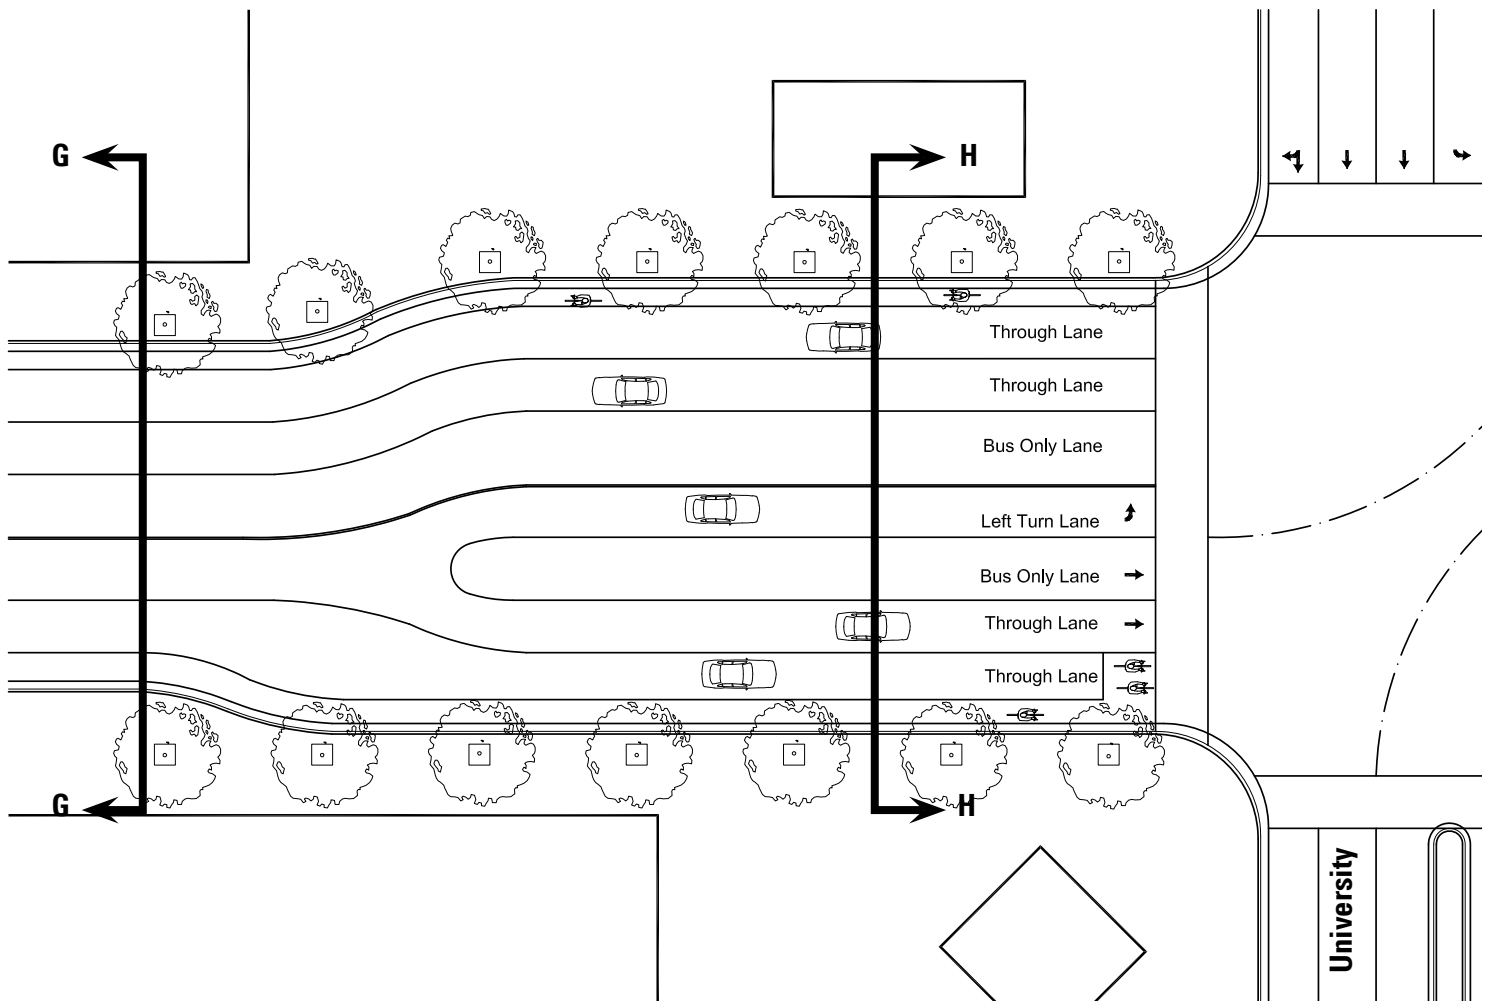 G
H
Through Lane
Through Lane
Bus Only Lane
Left Turn Lane
Bus Only Lane
Through Lane
Through Lane
G
H
University